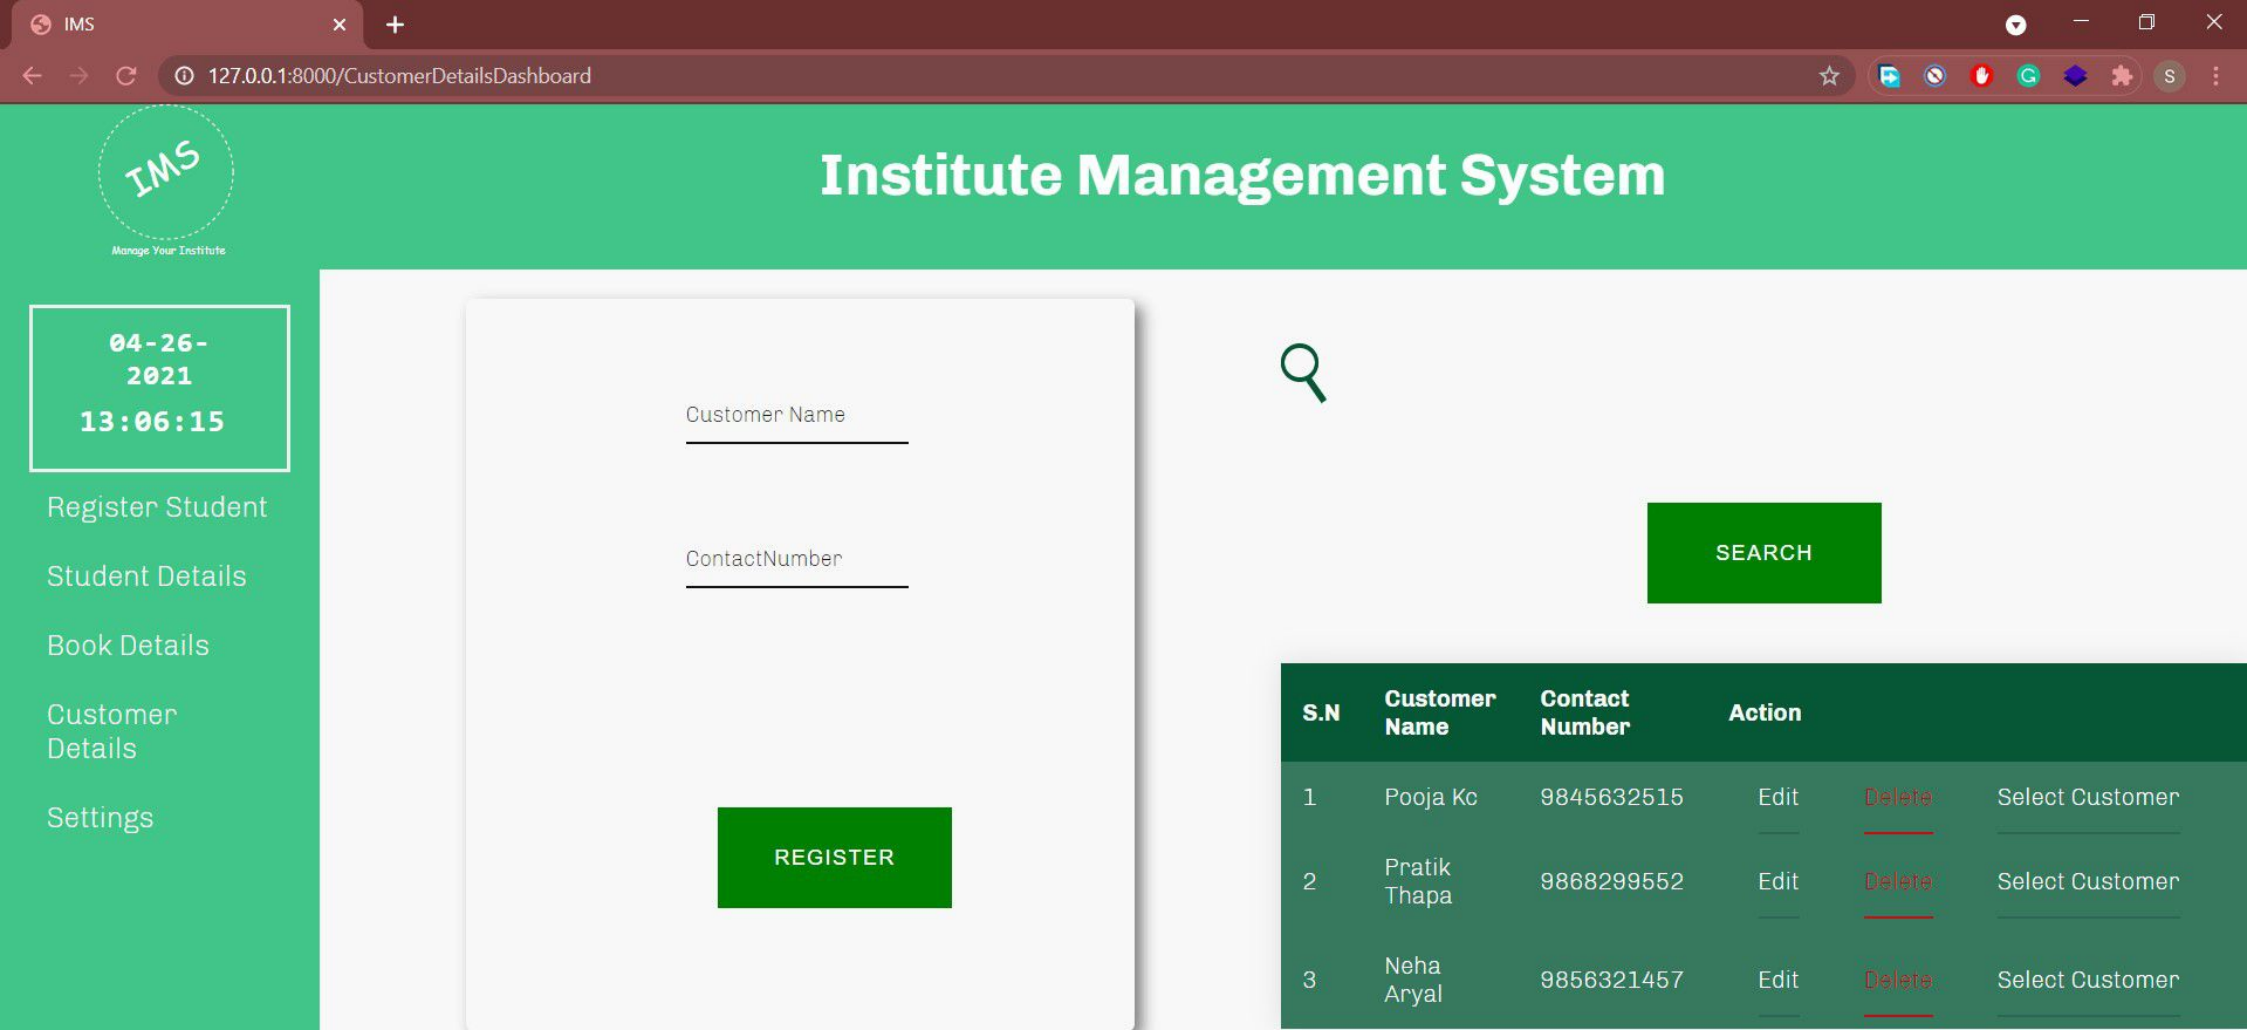 IMS
127.0.0.1:8000/CustomerDetailsDashboard
S
IMS
Manage Your Institute
Institute Management System
04-26-
2021
13:06:15
Register Student
Student Details
Book Details
Customer
Details
Settings
Customer Name
ContactNumber
REGISTER
SEARCH
S.N Customer Name Contact Number Action
1 Pooja Kc 9845632515 Edit Delete Select Customer
2 Pratik Thapa 9868299552 Edit Delete Select Customer
3 Neha Aryal 9856321457 Edit Delete Select Customer